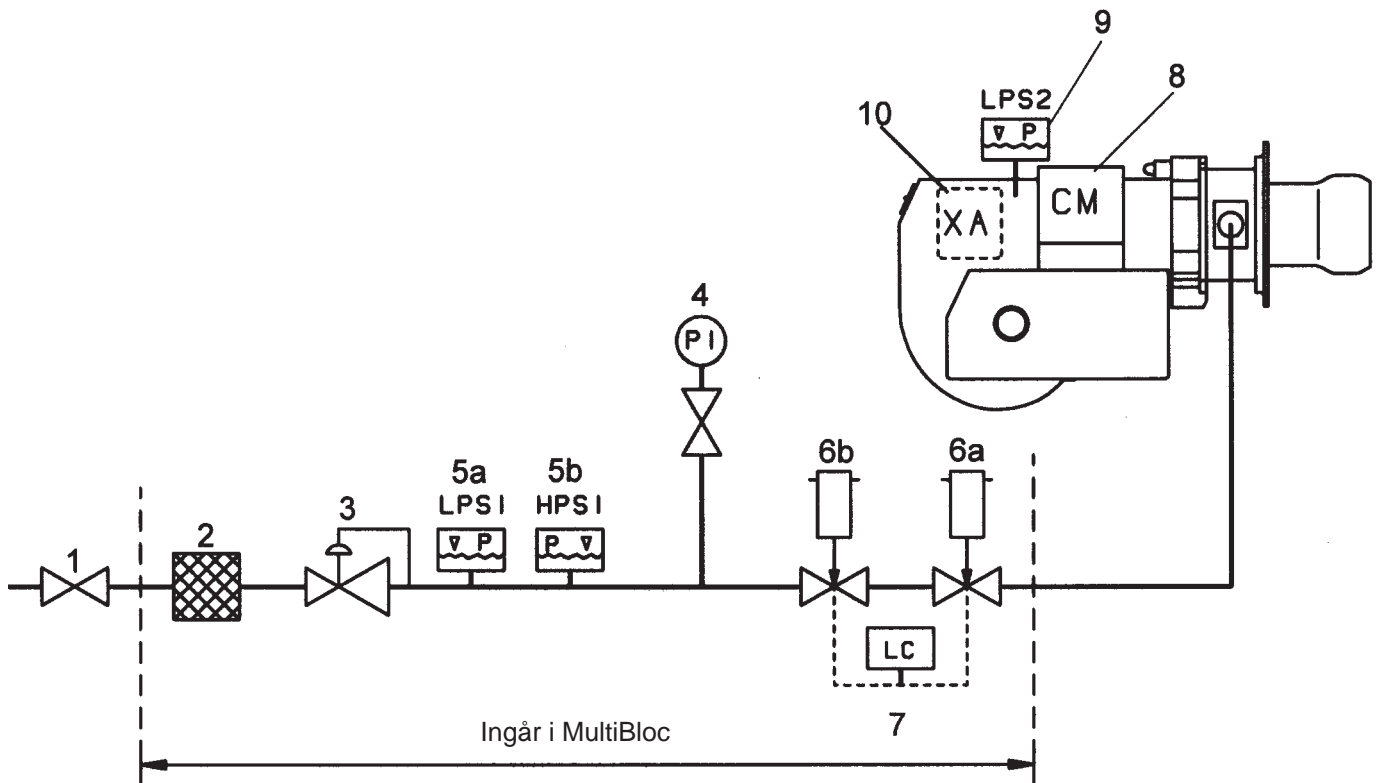 9
8
LPS2
10
▽ P
CM
XA
4
PI
6b
6a
5a
5b
LPS1
HPS1
3
▽ P
P ▽
2
1
LC
7
Ingår i MultiBloc